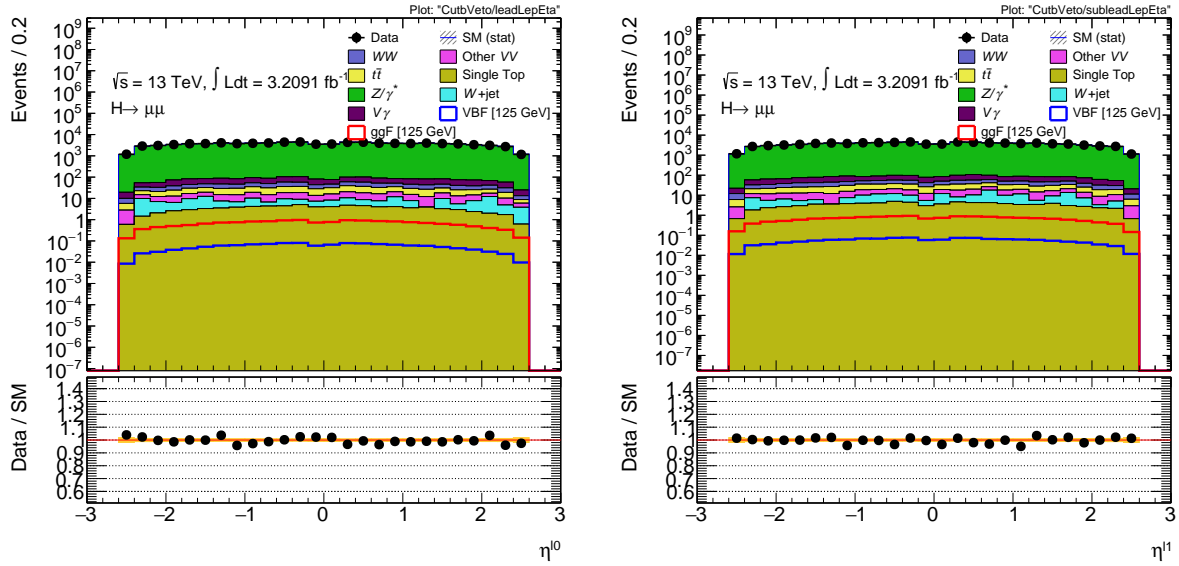 Plot: "CutbVeto/leadLepEta"
Events / 0.2
Data
SM (stat)
WW
Other VV
tt̄
Single Top
Z/γ*
W+jet
Vγ
VBF [125 GeV]
ggF [125 GeV]
√s = 13 TeV, ∫ Ldt = 3.2091 fb⁻¹
H→ μμ
10⁹
10⁸
10⁷
10⁶
10⁵
10⁴
10³
10²
10
1
10⁻¹
10⁻²
10⁻³
10⁻⁴
10⁻⁵
10⁻⁶
10⁻⁷
Data / SM
1.4
1.3
1.2
1.1
1
0.9
0.8
0.7
0.6
−3 −2 −1 0 1 2 3
η^l0
Plot: "CutbVeto/subleadLepEta"
Events / 0.2
Data
SM (stat)
WW
Other VV
tt̄
Single Top
Z/γ*
W+jet
Vγ
VBF [125 GeV]
ggF [125 GeV]
√s = 13 TeV, ∫ Ldt = 3.2091 fb⁻¹
H→ μμ
10⁹
10⁸
10⁷
10⁶
10⁵
10⁴
10³
10²
10
1
10⁻¹
10⁻²
10⁻³
10⁻⁴
10⁻⁵
10⁻⁶
10⁻⁷
Data / SM
1.4
1.3
1.2
1.1
1
0.9
0.8
0.7
0.6
−3 −2 −1 0 1 2 3
η^l1